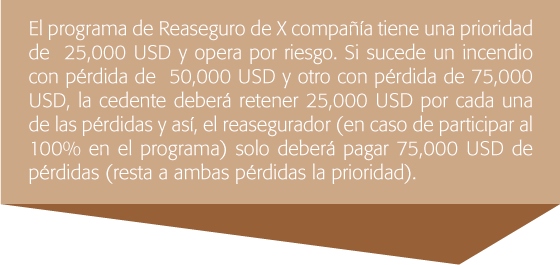 El programa de Reaseguro de X compañía tiene una prioridad
de 25,000 USD y opera por riesgo. Si sucede un incendio
con pérdida de 50,000 USD y otro con pérdida de 75,000
USD, la cedente deberá retener 25,000 USD por cada una
de las pérdidas y así, el reasegurador (en caso de participar al
100% en el programa) solo deberá pagar 75,000 USD de
pérdidas (resta a ambas pérdidas la prioridad).